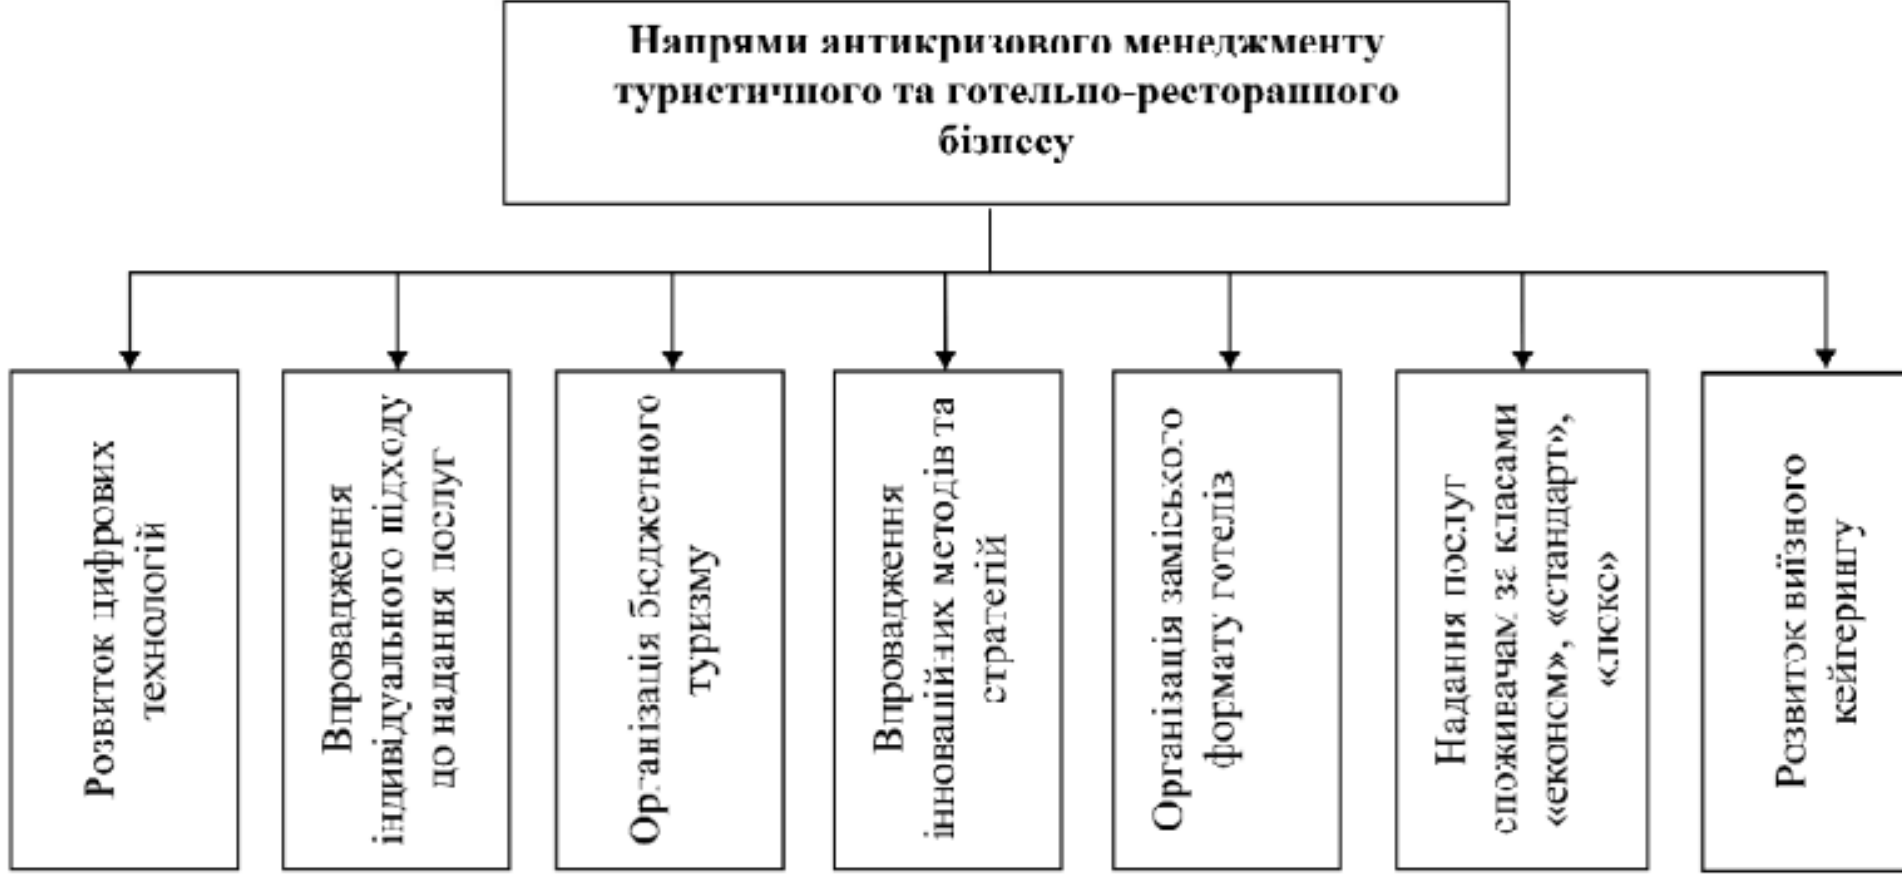 Напрями антикризового менеджменту
туристичного та готельно-ресторанного
бізнесу
Розвиток цифрових
технологій
Впровадження
індивідуального підходу
до надання послуг
Організація бюджетного
туризму
Впровадження
інноваційних методів та
стратегій
Організація заміського
формату готелів
Надання послуг
споживачам за класами
«економ», «стандарт»,
«люкс»
Розвиток виїзного
кейтерингу